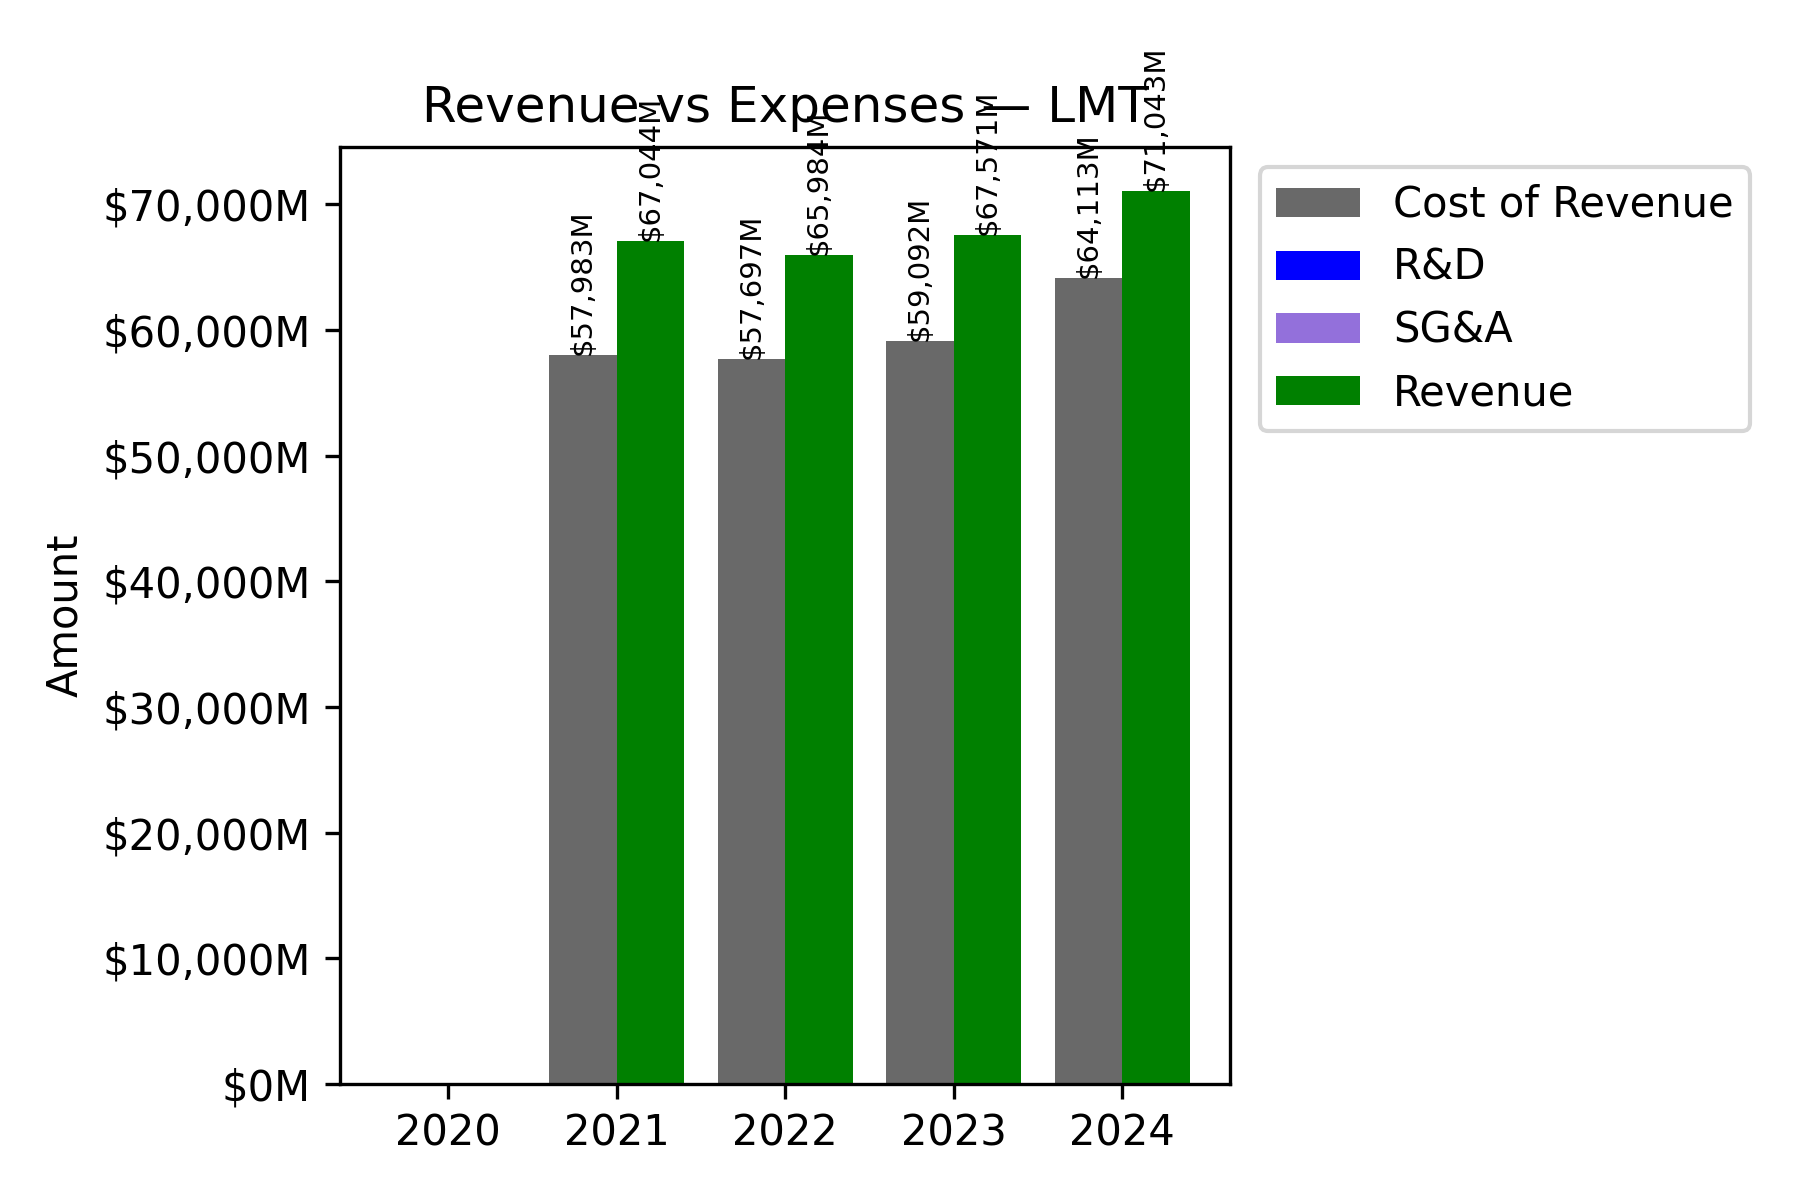 Revenue vs Expenses — LMT
$57,983M
$67,044M
$57,697M
$65,984M
$59,092M
$67,571M
$64,113M
$71,043M
Cost of Revenue
R&D
SG&A
Revenue
Amount
$70,000M
$60,000M
$50,000M
$40,000M
$30,000M
$20,000M
$10,000M
$0M
2020
2021
2022
2023
2024